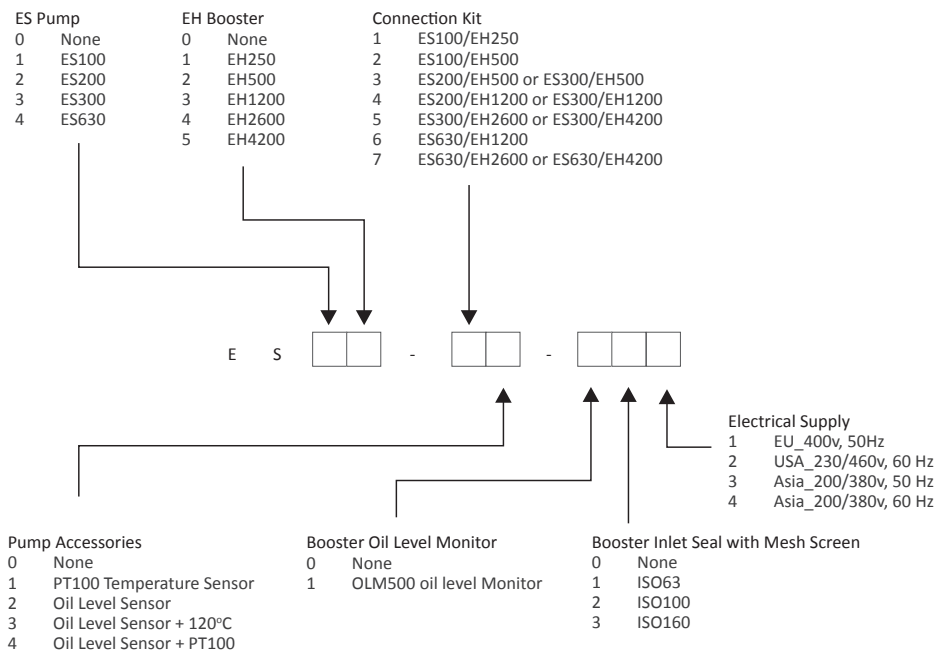 ES Pump
0 None
1 ES100
2 ES200
3 ES300
4 ES630
EH Booster
0 None
1 EH250
2 EH500
3 EH1200
4 EH2600
5 EH4200
Connection Kit
1 ES100/EH250
2 ES100/EH500
3 ES200/EH500 or ES300/EH500
4 ES200/EH1200 or ES300/EH1200
5 ES300/EH2600 or ES300/EH4200
6 ES630/EH1200
7 ES630/EH2600 or ES630/EH4200
E S - -
Electrical Supply
1 EU_400v, 50Hz
2 USA_230/460v, 60 Hz
3 Asia_200/380v, 50 Hz
4 Asia_200/380v, 60 Hz
Pump Accessories
0 None
1 PT100 Temperature Sensor
2 Oil Level Sensor
3 Oil Level Sensor + 120°C
4 Oil Level Sensor + PT100
Booster Oil Level Monitor
0 None
1 OLM500 oil level Monitor
Booster Inlet Seal with Mesh Screen
0 None
1 ISO63
2 ISO100
3 ISO160